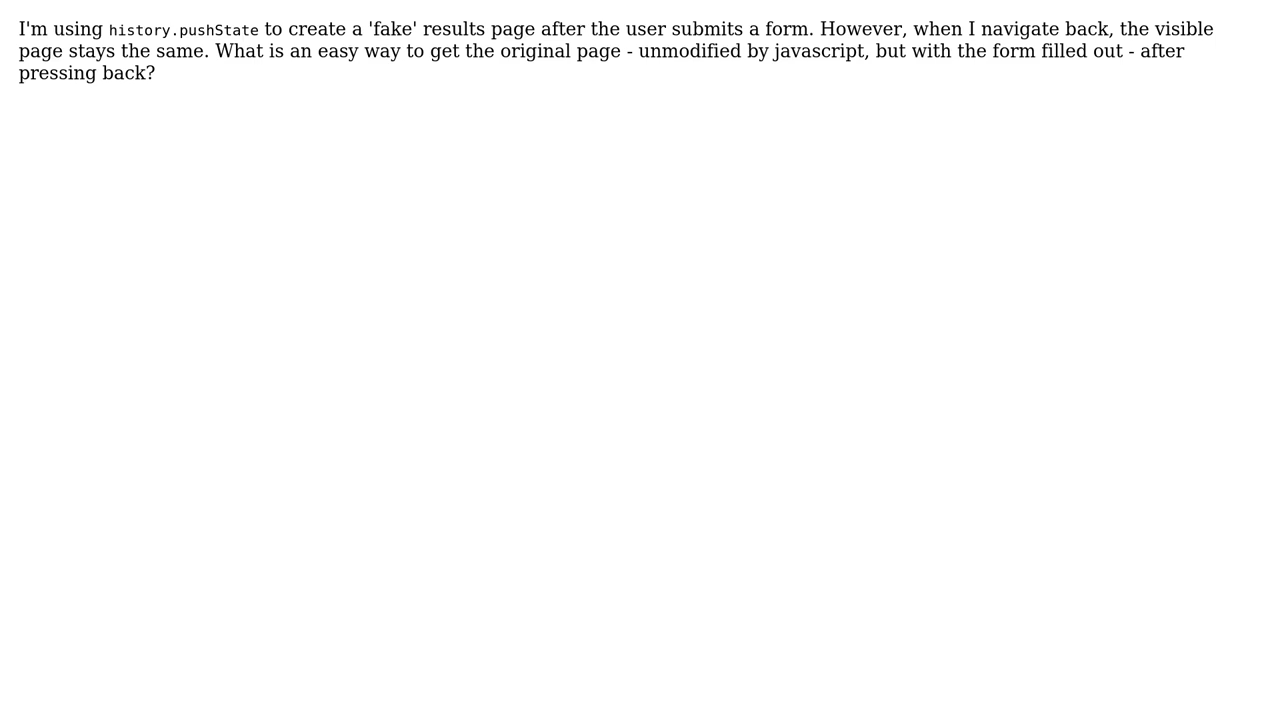 I'm using history.pushState to create a 'fake' results page after the user submits a form. However, when I navigate back, the visible
page stays the same. What is an easy way to get the original page - unmodified by javascript, but with the form filled out - after
pressing back?